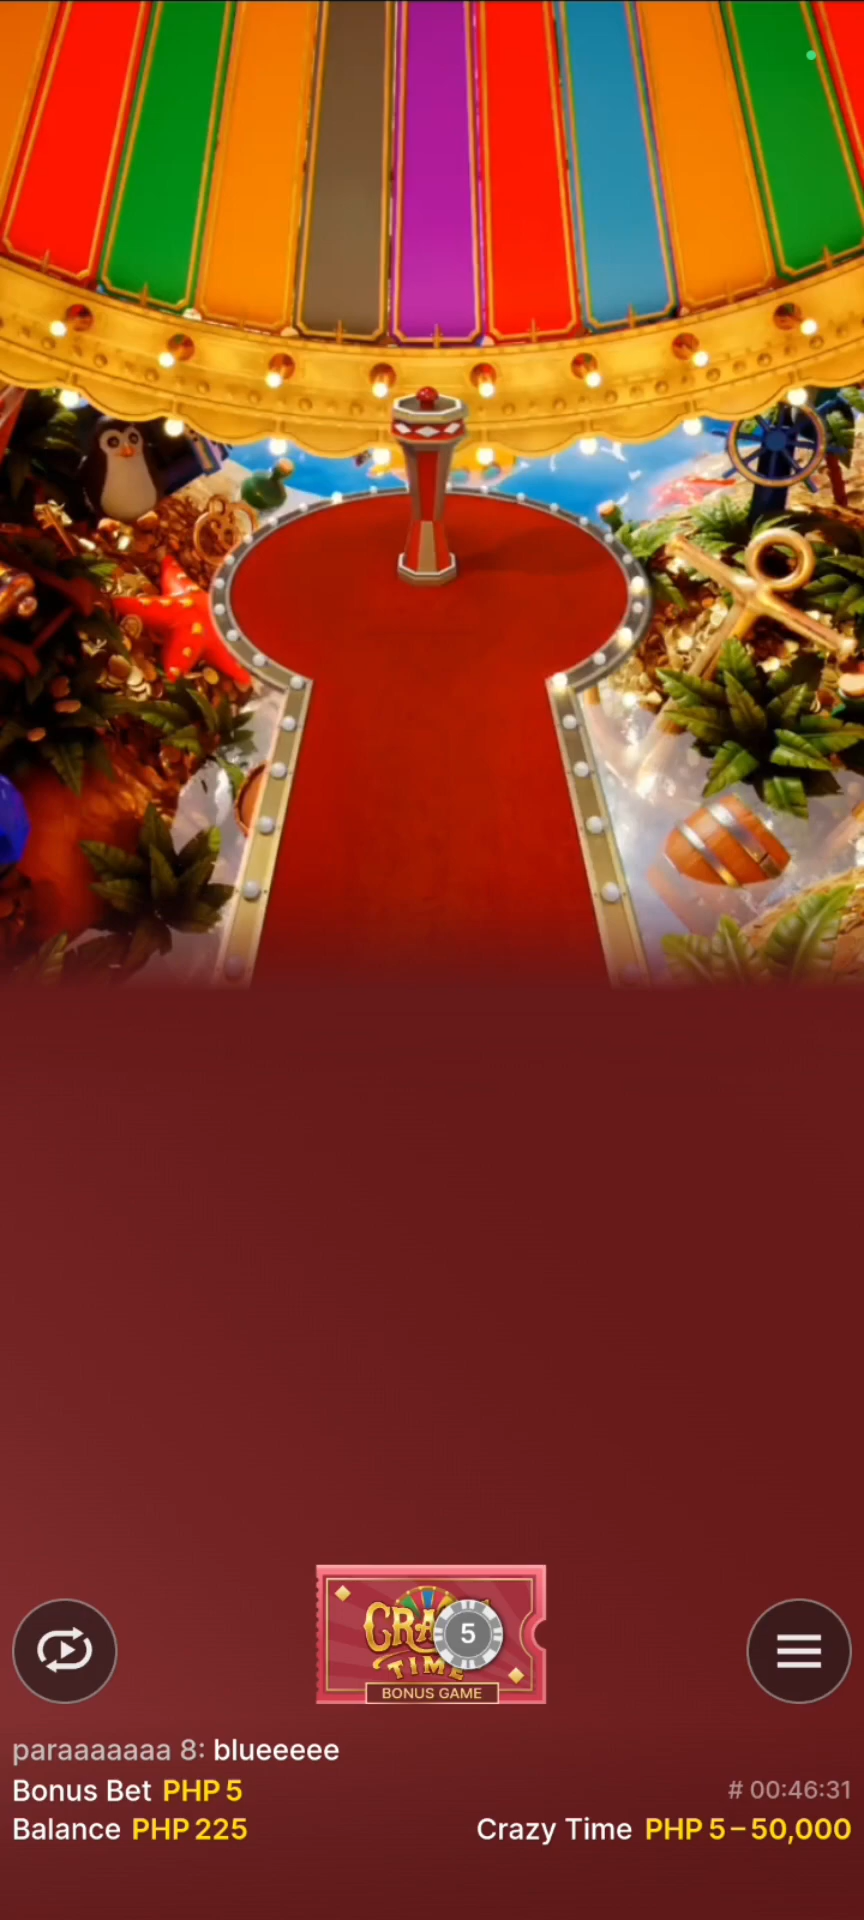 CRAZY
5
TIME
BONUS GAME
paraaaaaaa 8: blueeeee
Bonus Bet PHP 5
# 00:46:31
Balance PHP 225
Crazy Time PHP 5–50,000